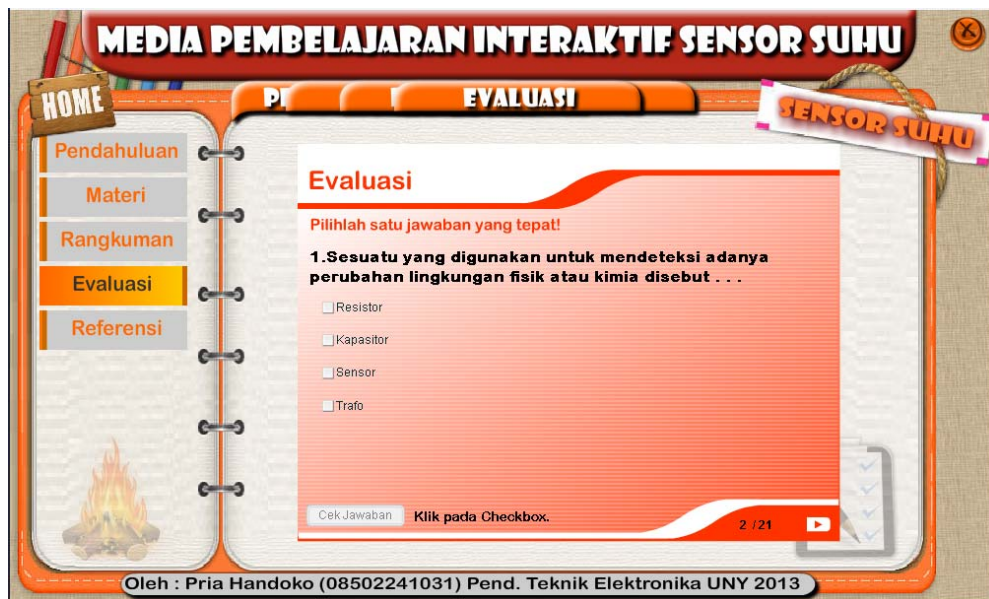 MEDIA PEMBELAJARAN INTERAKTIF SENSOR SUHU
HOME
EVALUASI
SENSOR SUHU
Pendahuluan
Materi
Rangkuman
Evaluasi
Referensi
Evaluasi
Pilihlah satu jawaban yang tepat!
1.Sesuatu yang digunakan untuk mendeteksi adanya
perubahan lingkungan fisik atau kimia disebut . . .
Resistor
Kapasitor
Sensor
Trafo
Cek Jawaban Klik pada Checkbox.
2 /21
Oleh : Pria Handoko (08502241031) Pend. Teknik Elektronika UNY 2013